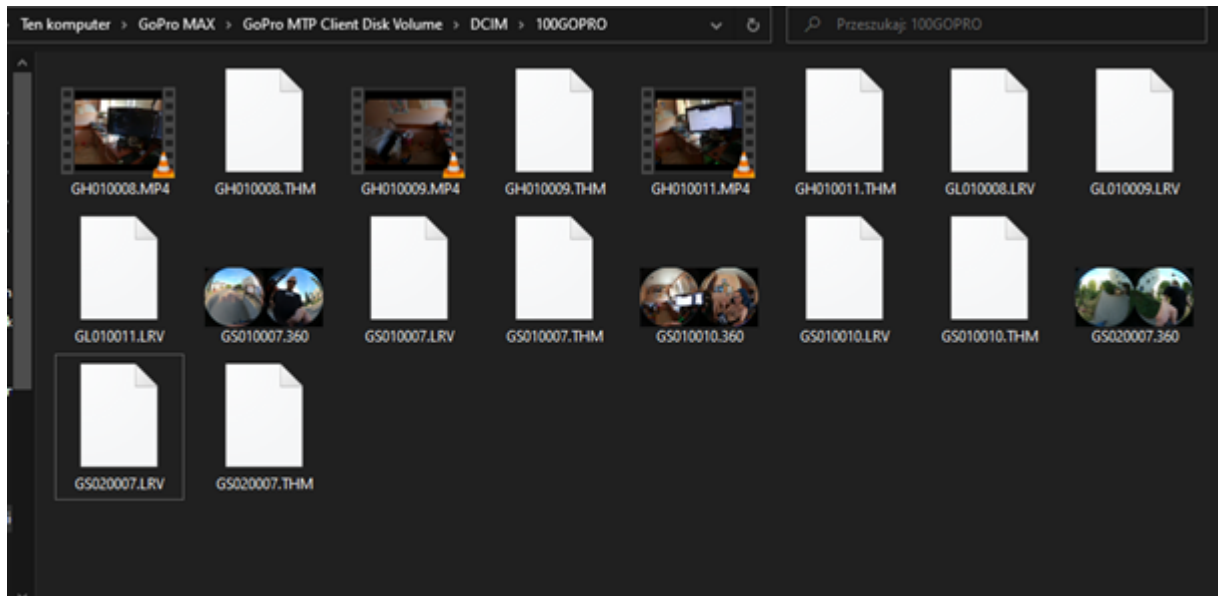 Ten komputer > GoPro MAX > GoPro MTP Client Disk Volume > DCIM > 100GOPRO
Przeszukaj: 100GOPRO
GH010008.MP4 GH010008.THM GH010009.MP4 GH010009.THM GH010011.MP4 GH010011.THM GL010008.LRV GL010009.LRV
GL010011.LRV GS010007.360 GS010007.LRV GS010007.THM GS010010.360 GS010010.LRV GS010010.THM GS020007.360
GS020007.LRV GS020007.THM